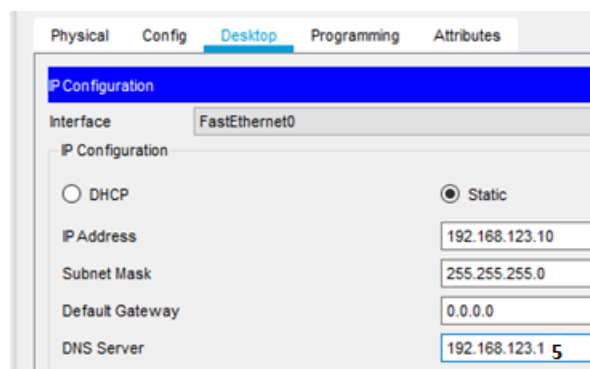 Physical Config Desktop Programming Attributes
IP Configuration
Interface FastEthernet0
IP Configuration
DHCP Static
IP Address 192.168.123.10
Subnet Mask 255.255.255.0
Default Gateway 0.0.0.0
DNS Server 192.168.123.1 5